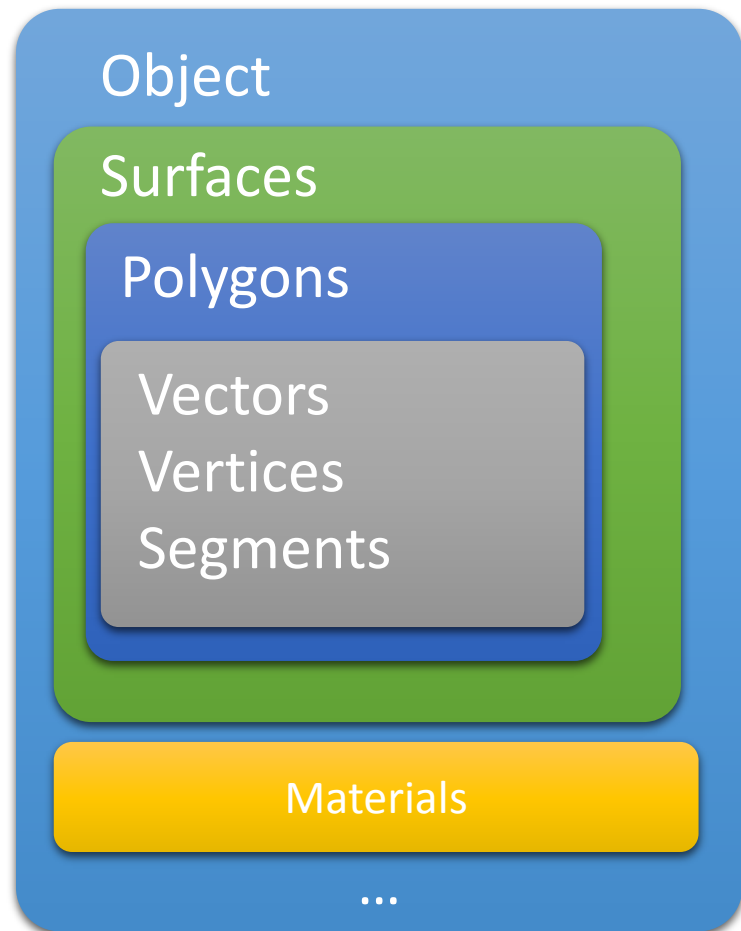 Object
Surfaces
Polygons
Vectors
Vertices
Segments
Materials
...